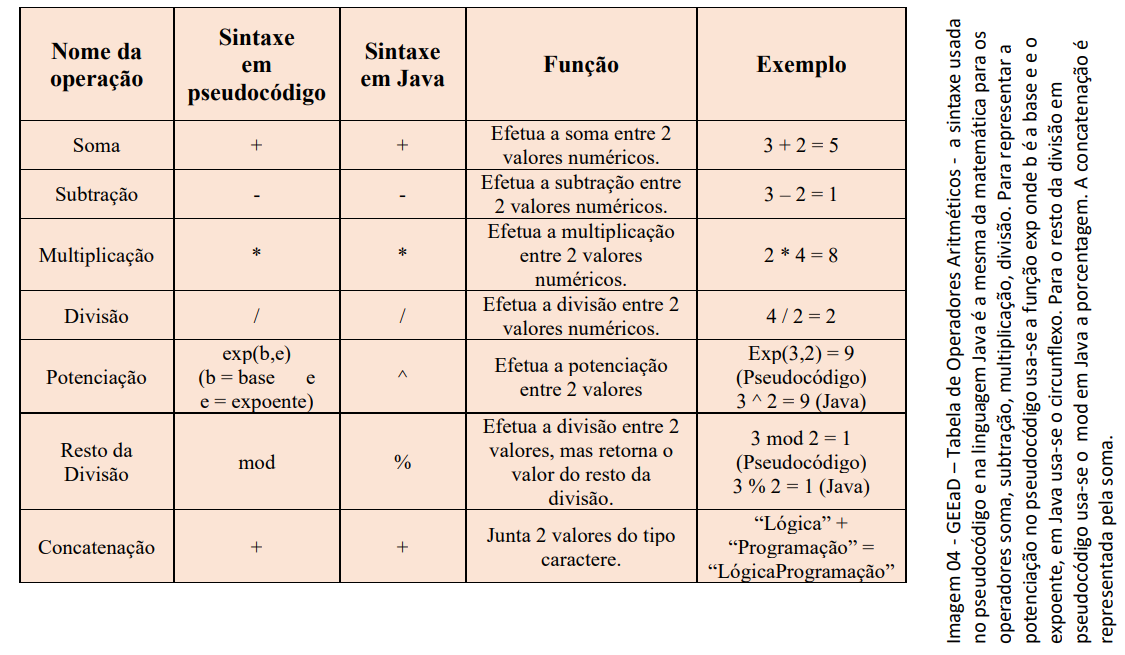 Nome da
operação
Sintaxe
em
pseudocódigo
Sintaxe
em Java
Função
Exemplo
Soma
+
+
Efetua a soma entre 2
valores numéricos.
3 + 2 = 5
Subtração
-
-
Efetua a subtração entre
2 valores numéricos.
3 – 2 = 1
Multiplicação
*
*
Efetua a multiplicação
entre 2 valores
numéricos.
2 * 4 = 8
Divisão
/
/
Efetua a divisão entre 2
valores numéricos.
4 / 2 = 2
Potenciação
exp(b,e)
(b = base e
e = expoente)
^
Efetua a potenciação
entre 2 valores
Exp(3,2) = 9
(Pseudocódigo)
3 ^ 2 = 9 (Java)
Resto da
Divisão
mod
%
Efetua a divisão entre 2
valores, mas retorna o
valor do resto da
divisão.
3 mod 2 = 1
(Pseudocódigo)
3 % 2 = 1 (Java)
Concatenação
+
+
Junta 2 valores do tipo
caractere.
“Lógica” +
“Programação” =
“LógicaProgramação”
Imagem 04 - GEEaD – Tabela de Operadores Aritméticos - a sintaxe usada
no pseudocódigo e na linguagem Java é a mesma da matemática para os
operadores soma, subtração, multiplicação, divisão. Para representar a
potenciação no pseudocódigo usa-se a função exp onde b é a base e e o
expoente, em Java usa-se o circunflexo. Para o resto da divisão em
pseudocódigo usa-se o mod em Java a porcentagem. A concatenação é
representada pela soma.